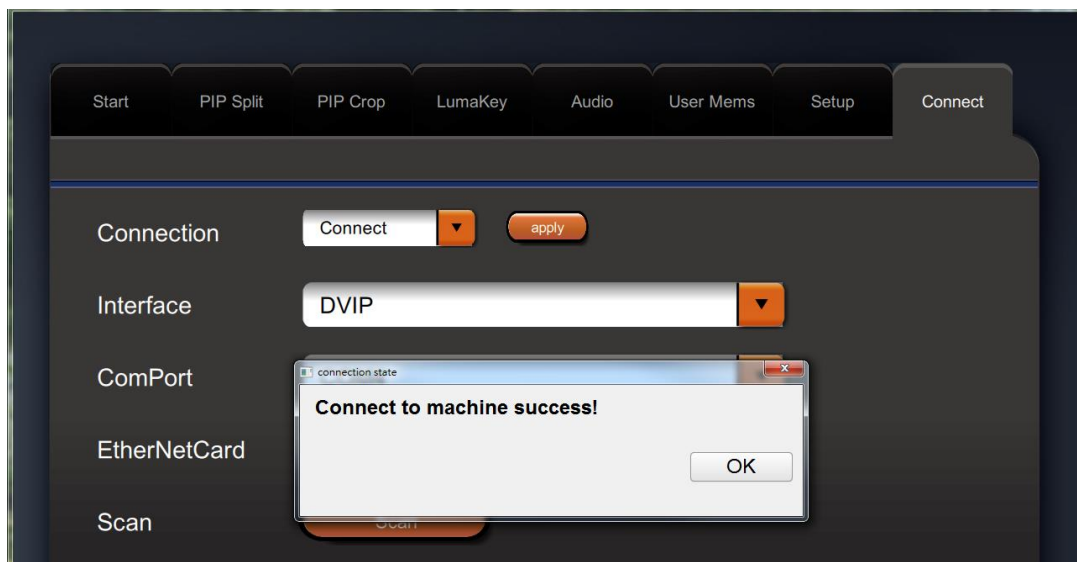 Start PIP Split PIP Crop LumaKey Audio User Mems Setup Connect
Connection Connect apply
Interface DVIP
ComPort
connection state
Connect to machine success!
EtherNetCard
OK
Scan Scan